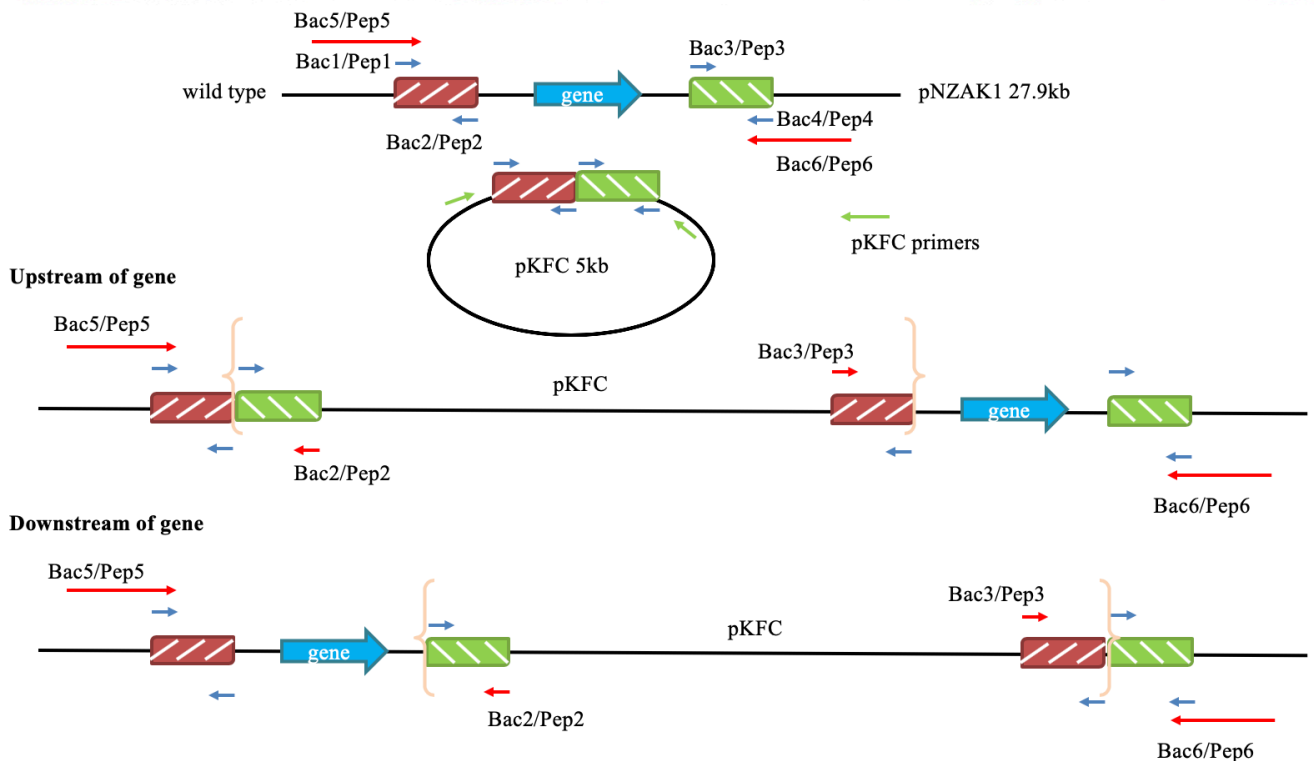 Bac5/Pep5
Bac1/Pep1
Bac3/Pep3
wild type
gene
pNZAK1 27.9kb
Bac2/Pep2
Bac4/Pep4
Bac6/Pep6
pKFC 5kb
pKFC primers
Upstream of gene
Bac5/Pep5
Bac3/Pep3
pKFC
gene
Bac2/Pep2
Bac6/Pep6
Downstream of gene
Bac5/Pep5
Bac3/Pep3
pKFC
gene
Bac2/Pep2
Bac6/Pep6